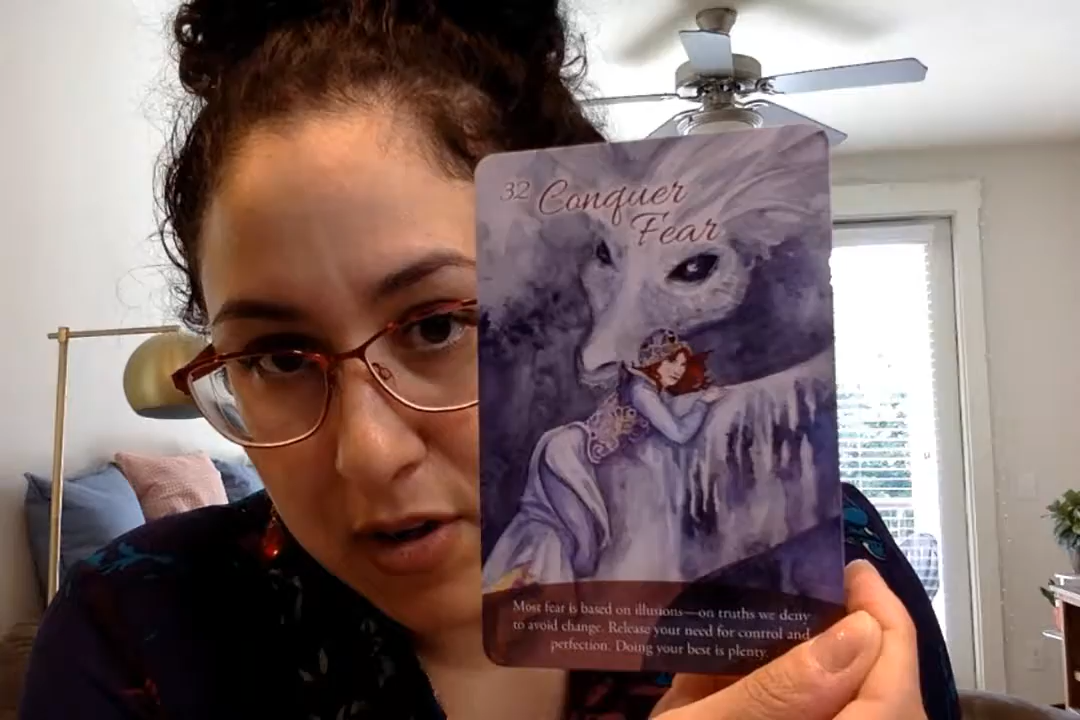 32 Conquer
Fear
Most fear is based on illusions—on truths we deny
to avoid change. Release your need for control and
perfection. Doing your best is plenty.